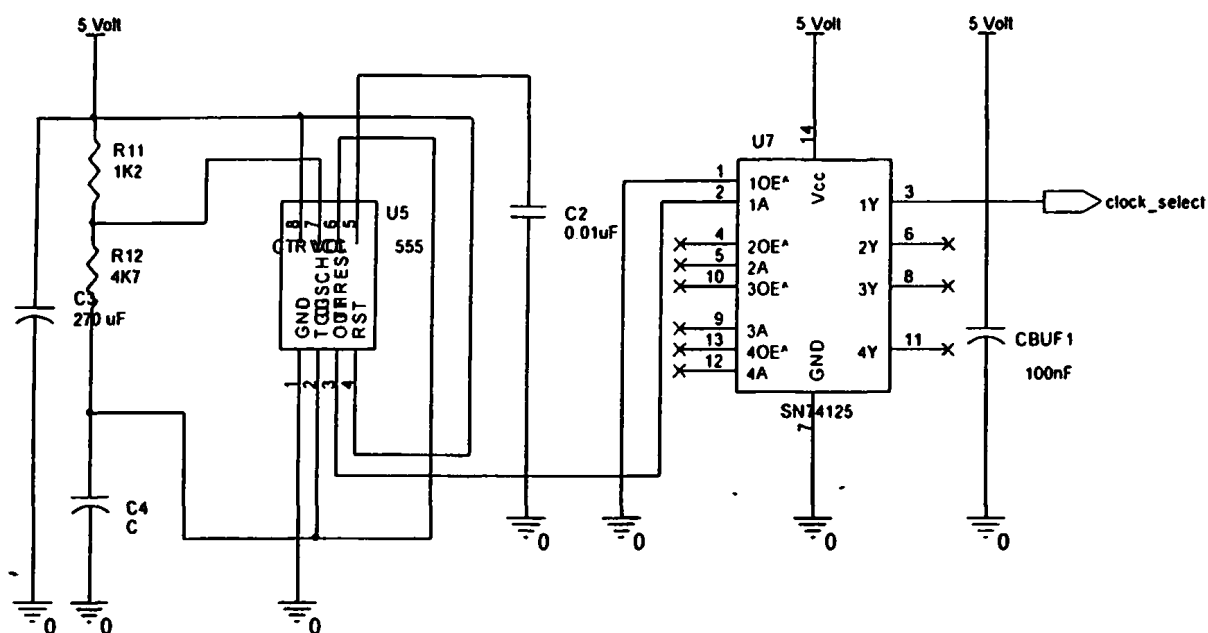 5 Volt
R11
1K2
R12
4K7
C3
270 uF
C4
C
0
0
U5
555
8
7
6
5
GND
RST
1
2
3
4
0
C2
0.01uF
0
0
5 Volt
14
U7
Vcc
1
1OE^
2
1A
4
2OE^
5
2A
10
3OE^
9
3A
13
4OE^
12
4A
1Y
3
2Y
6
3Y
8
4Y
11
GND
SN74125
7
0
5 Volt
CBUF1
100nF
0
clock_select